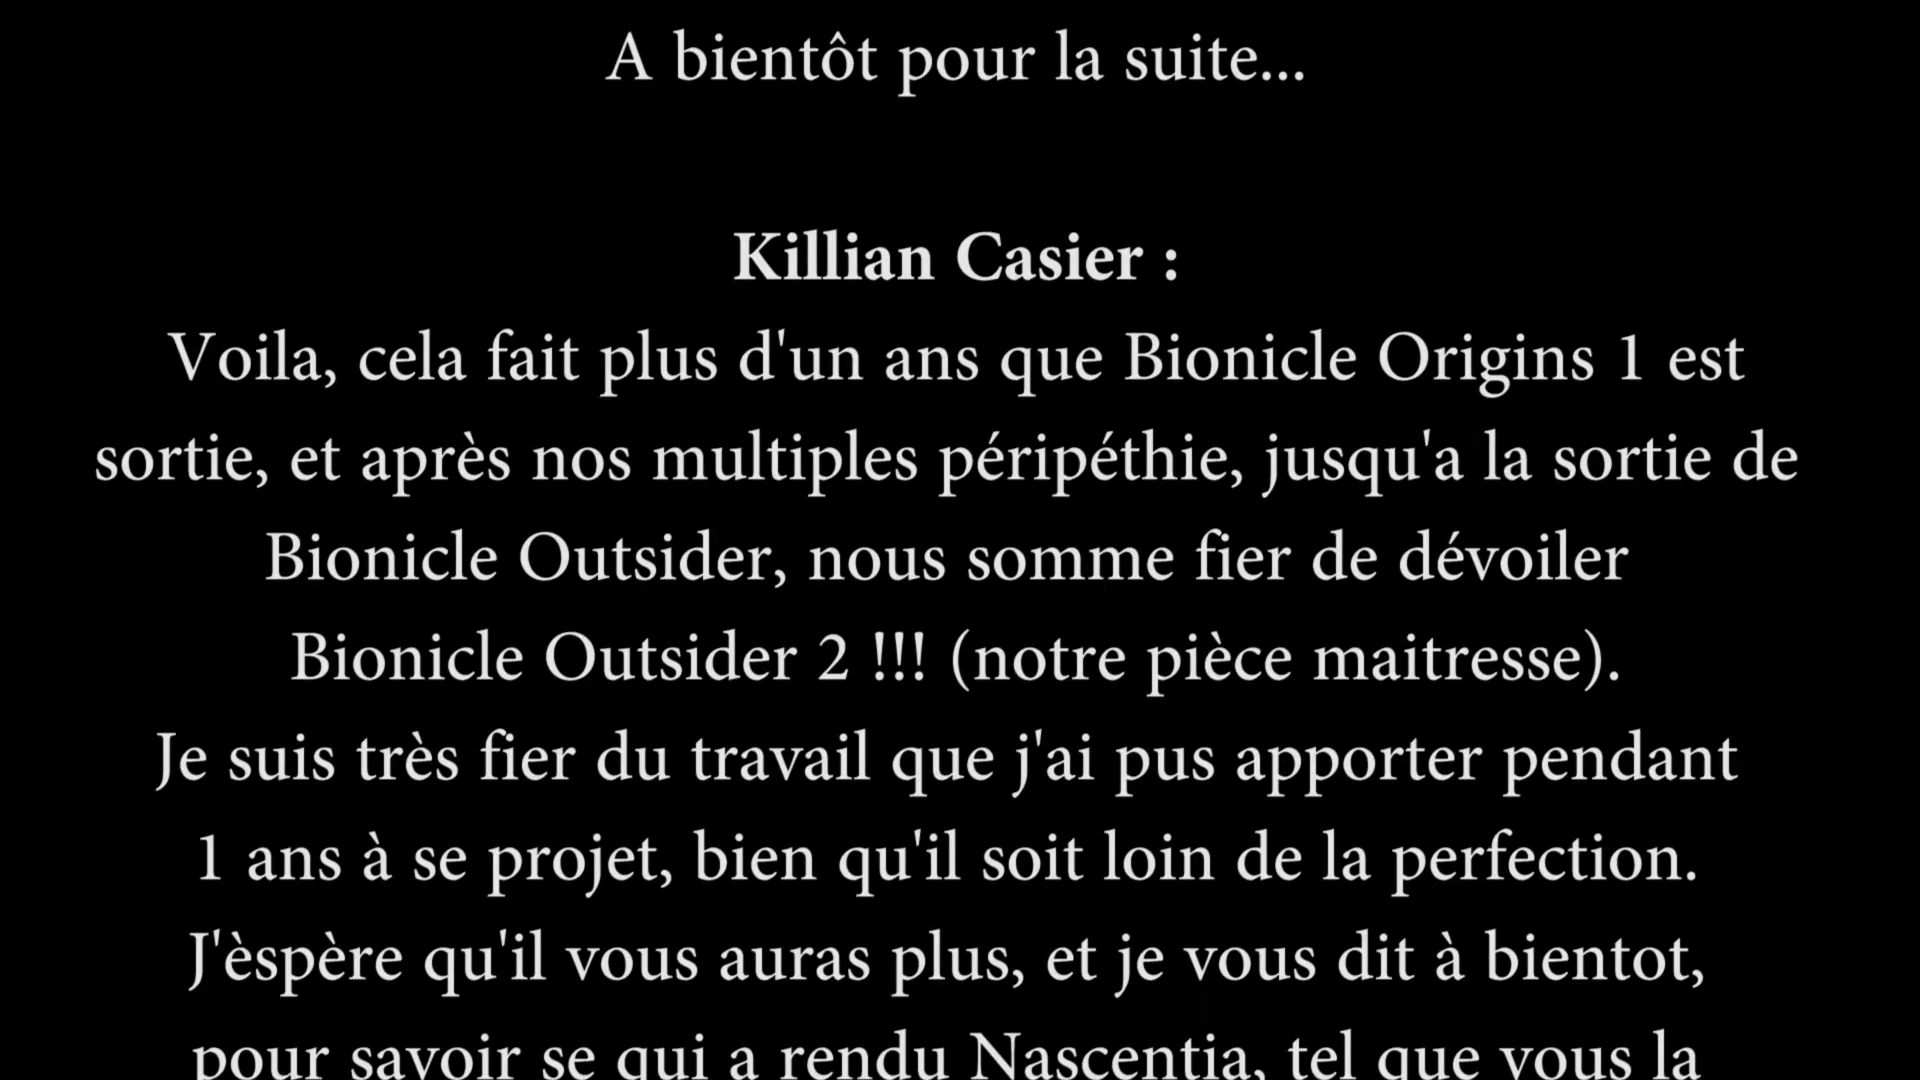 A bientôt pour la suite...
Killian Casier :
Voila, cela fait plus d'un ans que Bionicle Origins 1 est
sortie, et après nos multiples péripéthie, jusqu'a la sortie de
Bionicle Outsider, nous somme fier de dévoiler
Bionicle Outsider 2 !!! (notre pièce maitresse).
Je suis très fier du travail que j'ai pus apporter pendant
1 ans à se projet, bien qu'il soit loin de la perfection.
J'èspère qu'il vous auras plus, et je vous dit à bientot,
pour savoir se qui a rendu Nascentia, tel que vous la